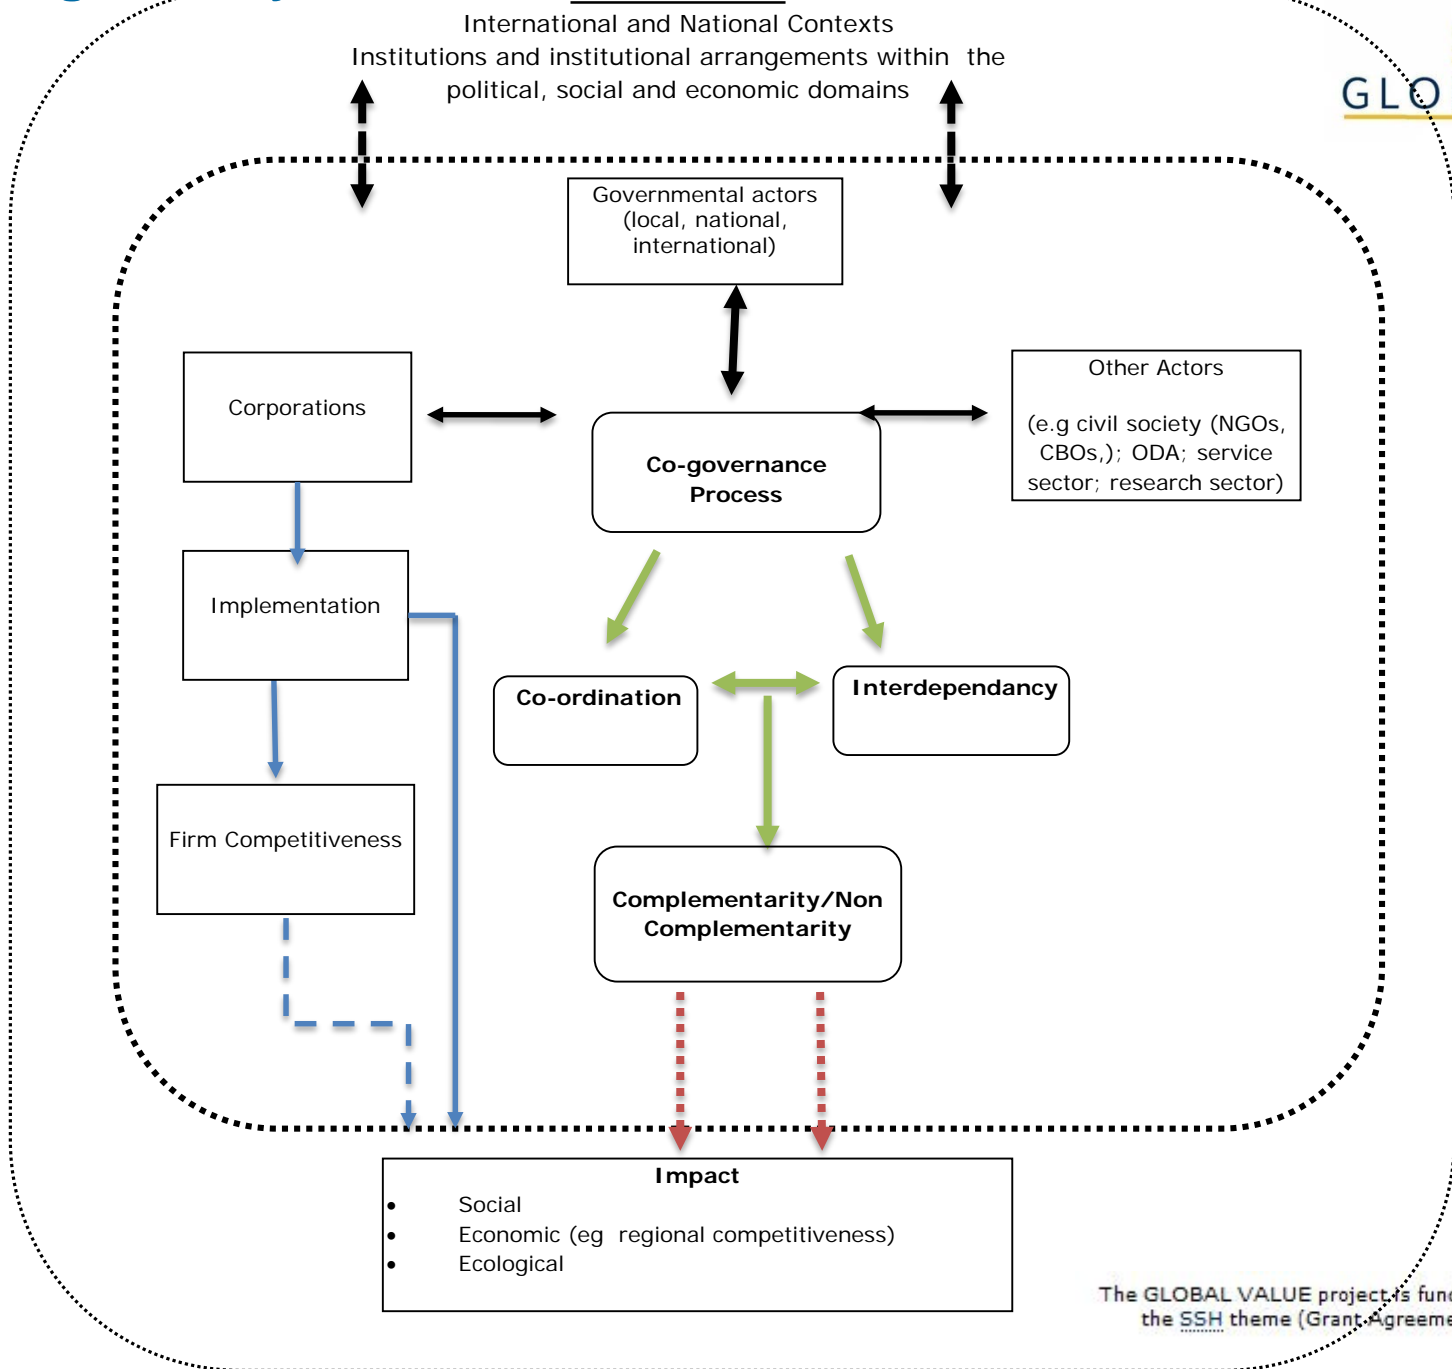 International and National Contexts
Institutions and institutional arrangements within the
political, social and economic domains
GLO
Governmental actors
(local, national,
international)
Corporations
Other Actors
(e.g civil society (NGOs,
CBOs,); ODA; service
sector; research sector)
Co-governance
Process
Implementation
Co-ordination
Interdependancy
Firm Competitiveness
Complementarity/Non
Complementarity
Impact
• Social
• Economic (eg regional competitiveness)
• Ecological
The GLOBAL VALUE project is fund
the SSH theme (Grant Agreeme